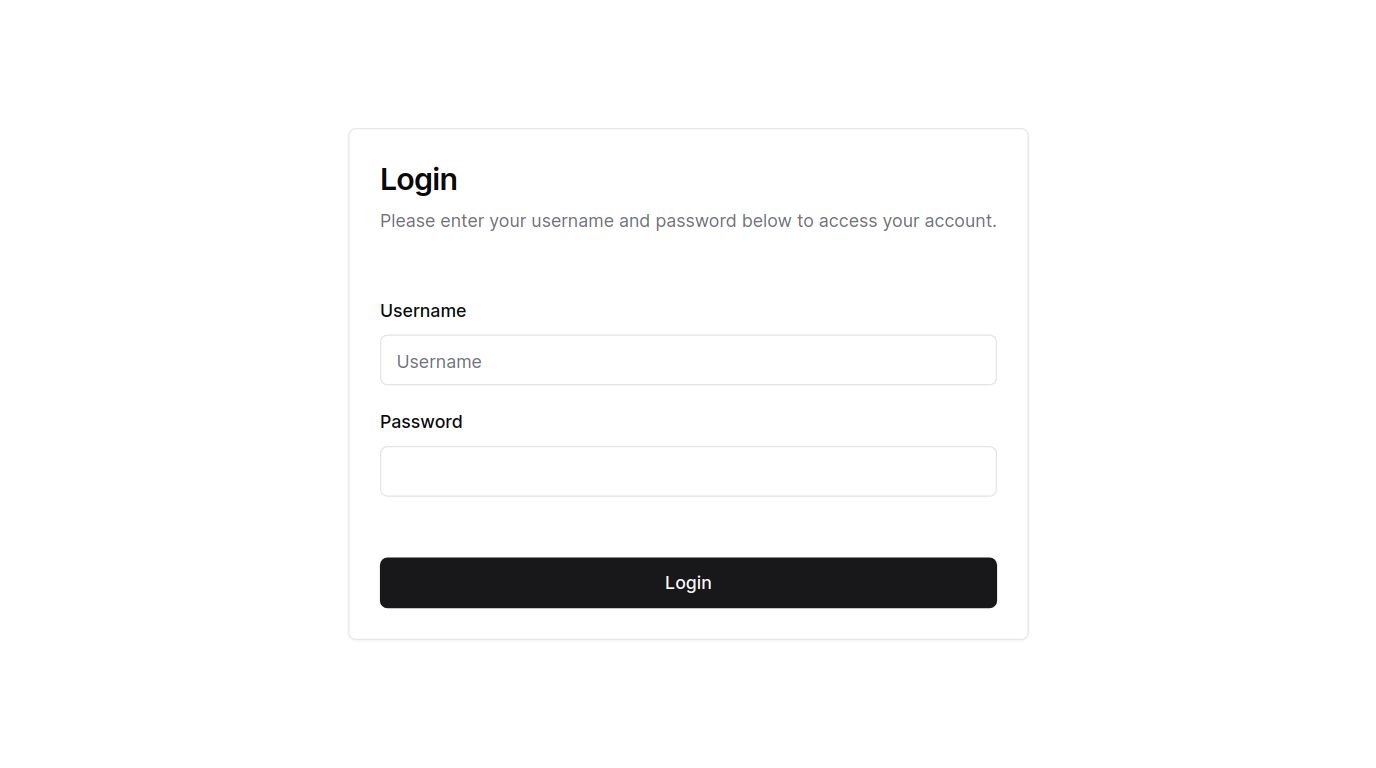 Login
Please enter your username and password below to access your account.
Username
Username
Password
Login